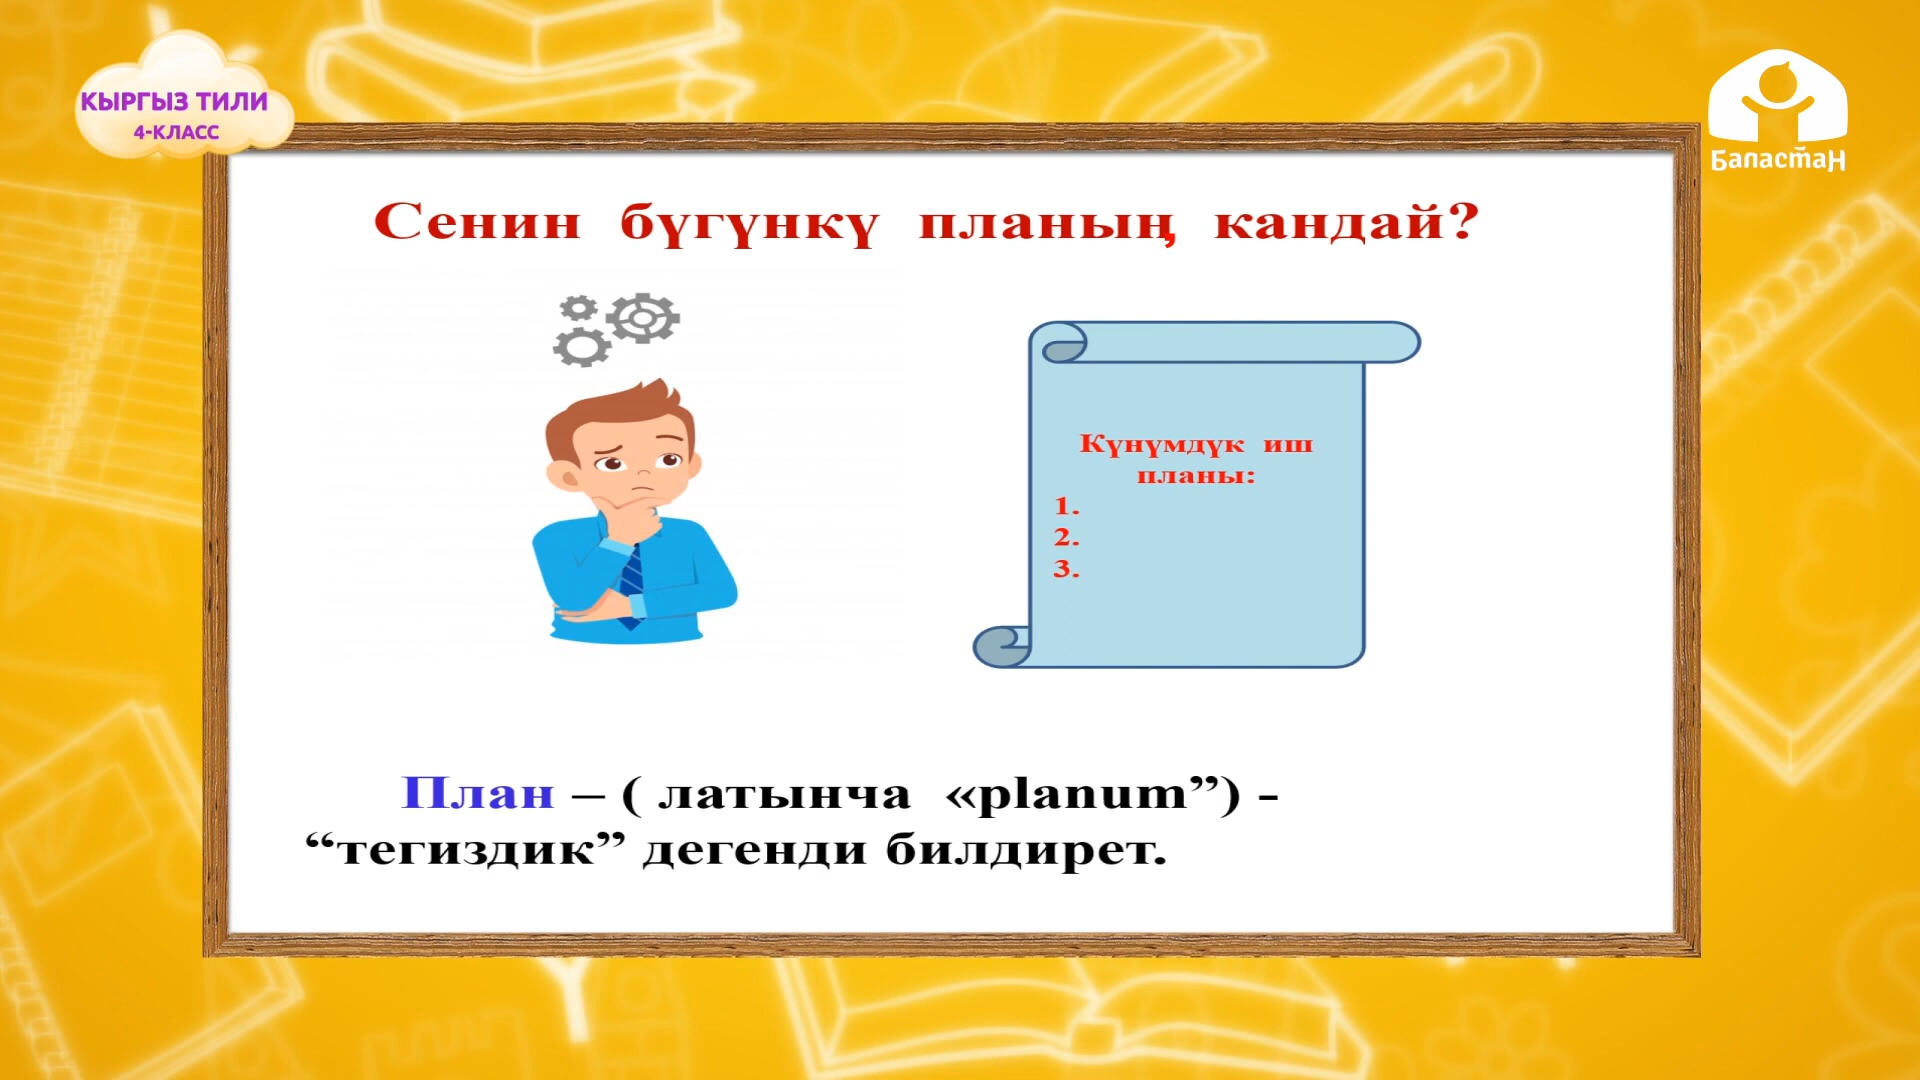 КЫРГЫЗ ТИЛИ
4-КЛАСС
Баластан
Сенин бүгүнкү планың кандай?
Күнүмдүк иш
планы:
1.
2.
3.
План – ( латынча «planum”) -
“тегиздик” дегенди билдирет.